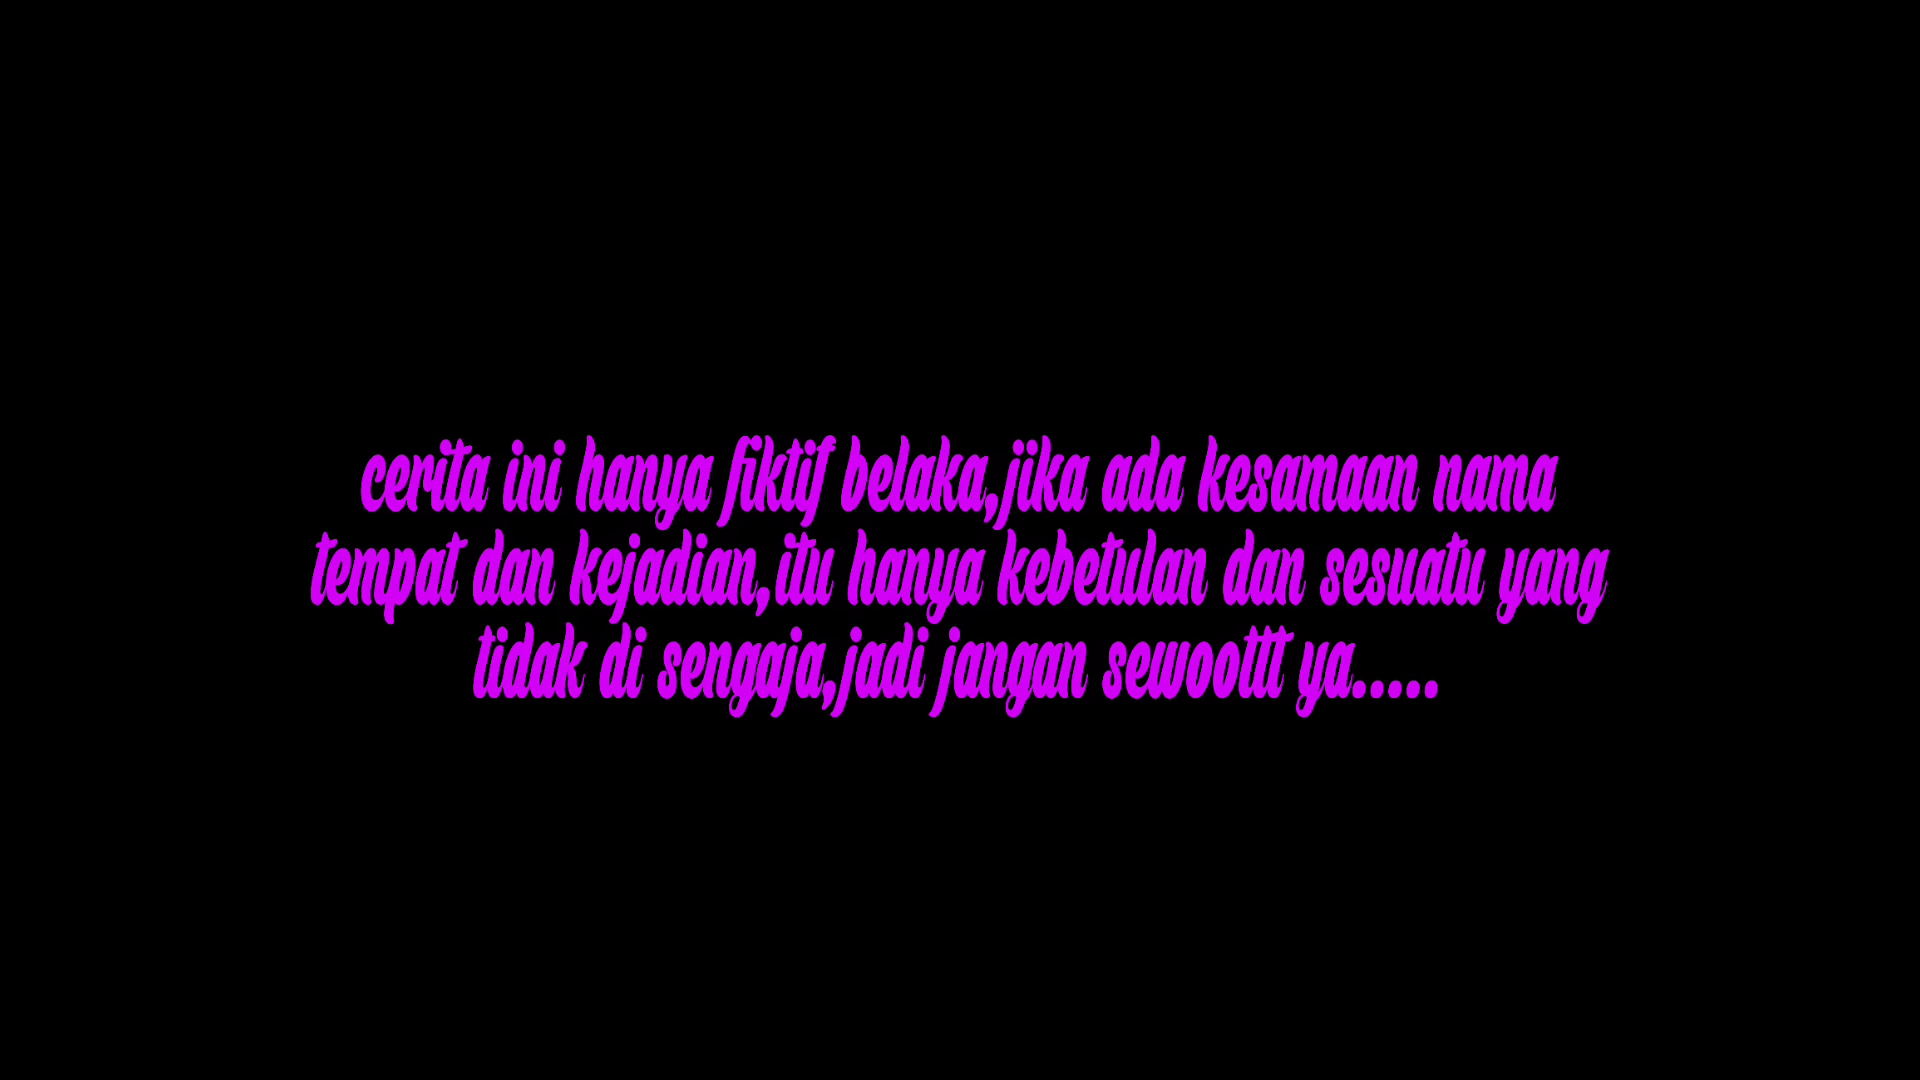 cerita ini hanya fiktif belaka,jika ada kesamaan nama
tempat dan kejadian,itu hanya kebetulan dan sesuatu yang
tidak di sengaja,jadi jangan sewoottt ya.....